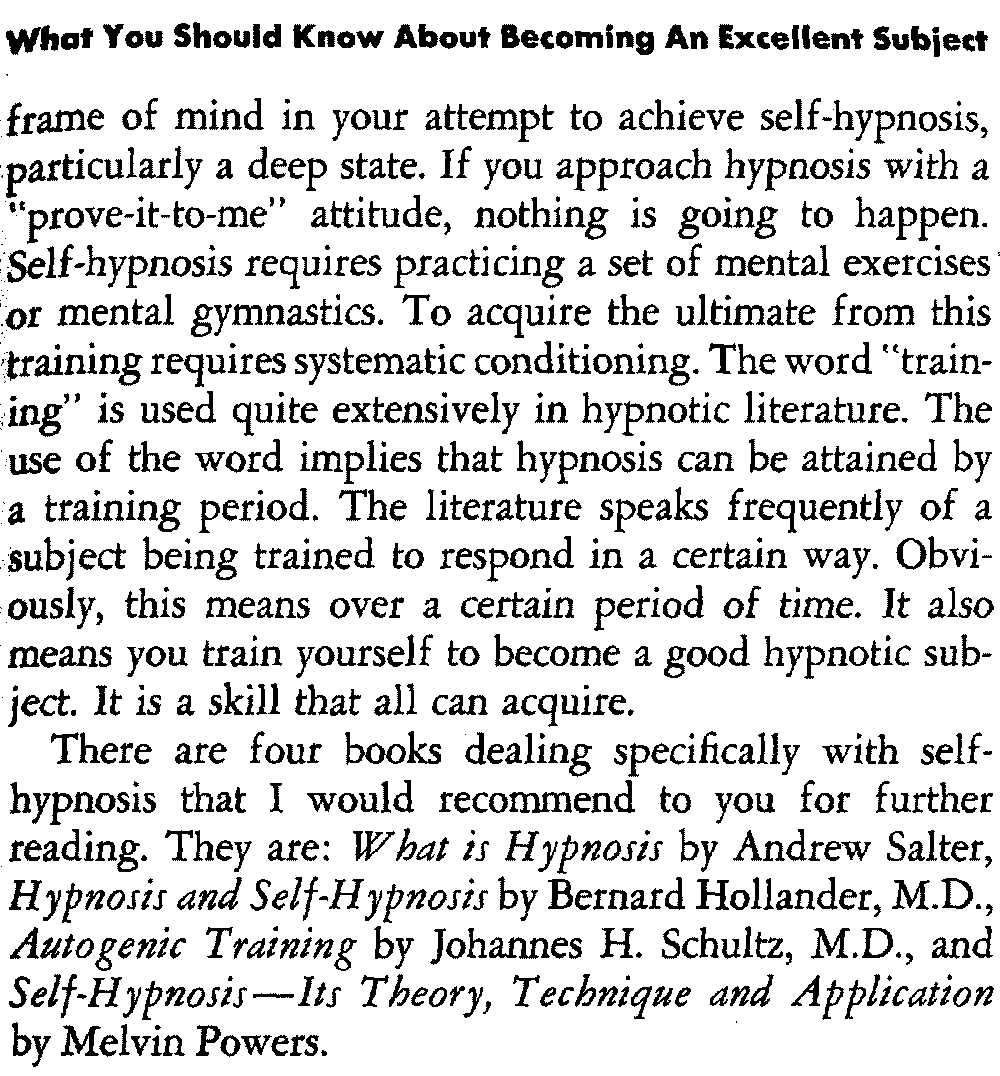 What You Should Know About Becoming An Excellent Subject
frame of mind in your attempt to achieve self-hypnosis,
particularly a deep state. If you approach hypnosis with a
"prove-it-to-me" attitude, nothing is going to happen.
Self-hypnosis requires practicing a set of mental exercises
or mental gymnastics. To acquire the ultimate from this
training requires systematic conditioning. The word "train-
ing" is used quite extensively in hypnotic literature. The
use of the word implies that hypnosis can be attained by
a training period. The literature speaks frequently of a
subject being trained to respond in a certain way. Obvi-
ously, this means over a certain period of time. It also
means you train yourself to become a good hypnotic sub-
ject. It is a skill that all can acquire.
There are four books dealing specifically with self-
hypnosis that I would recommend to you for further
reading. They are: What is Hypnosis by Andrew Salter,
Hypnosis and Self-Hypnosis by Bernard Hollander, M.D.,
Autogenic Training by Johannes H. Schultz, M.D., and
Self-Hypnosis—Its Theory, Technique and Application
by Melvin Powers.